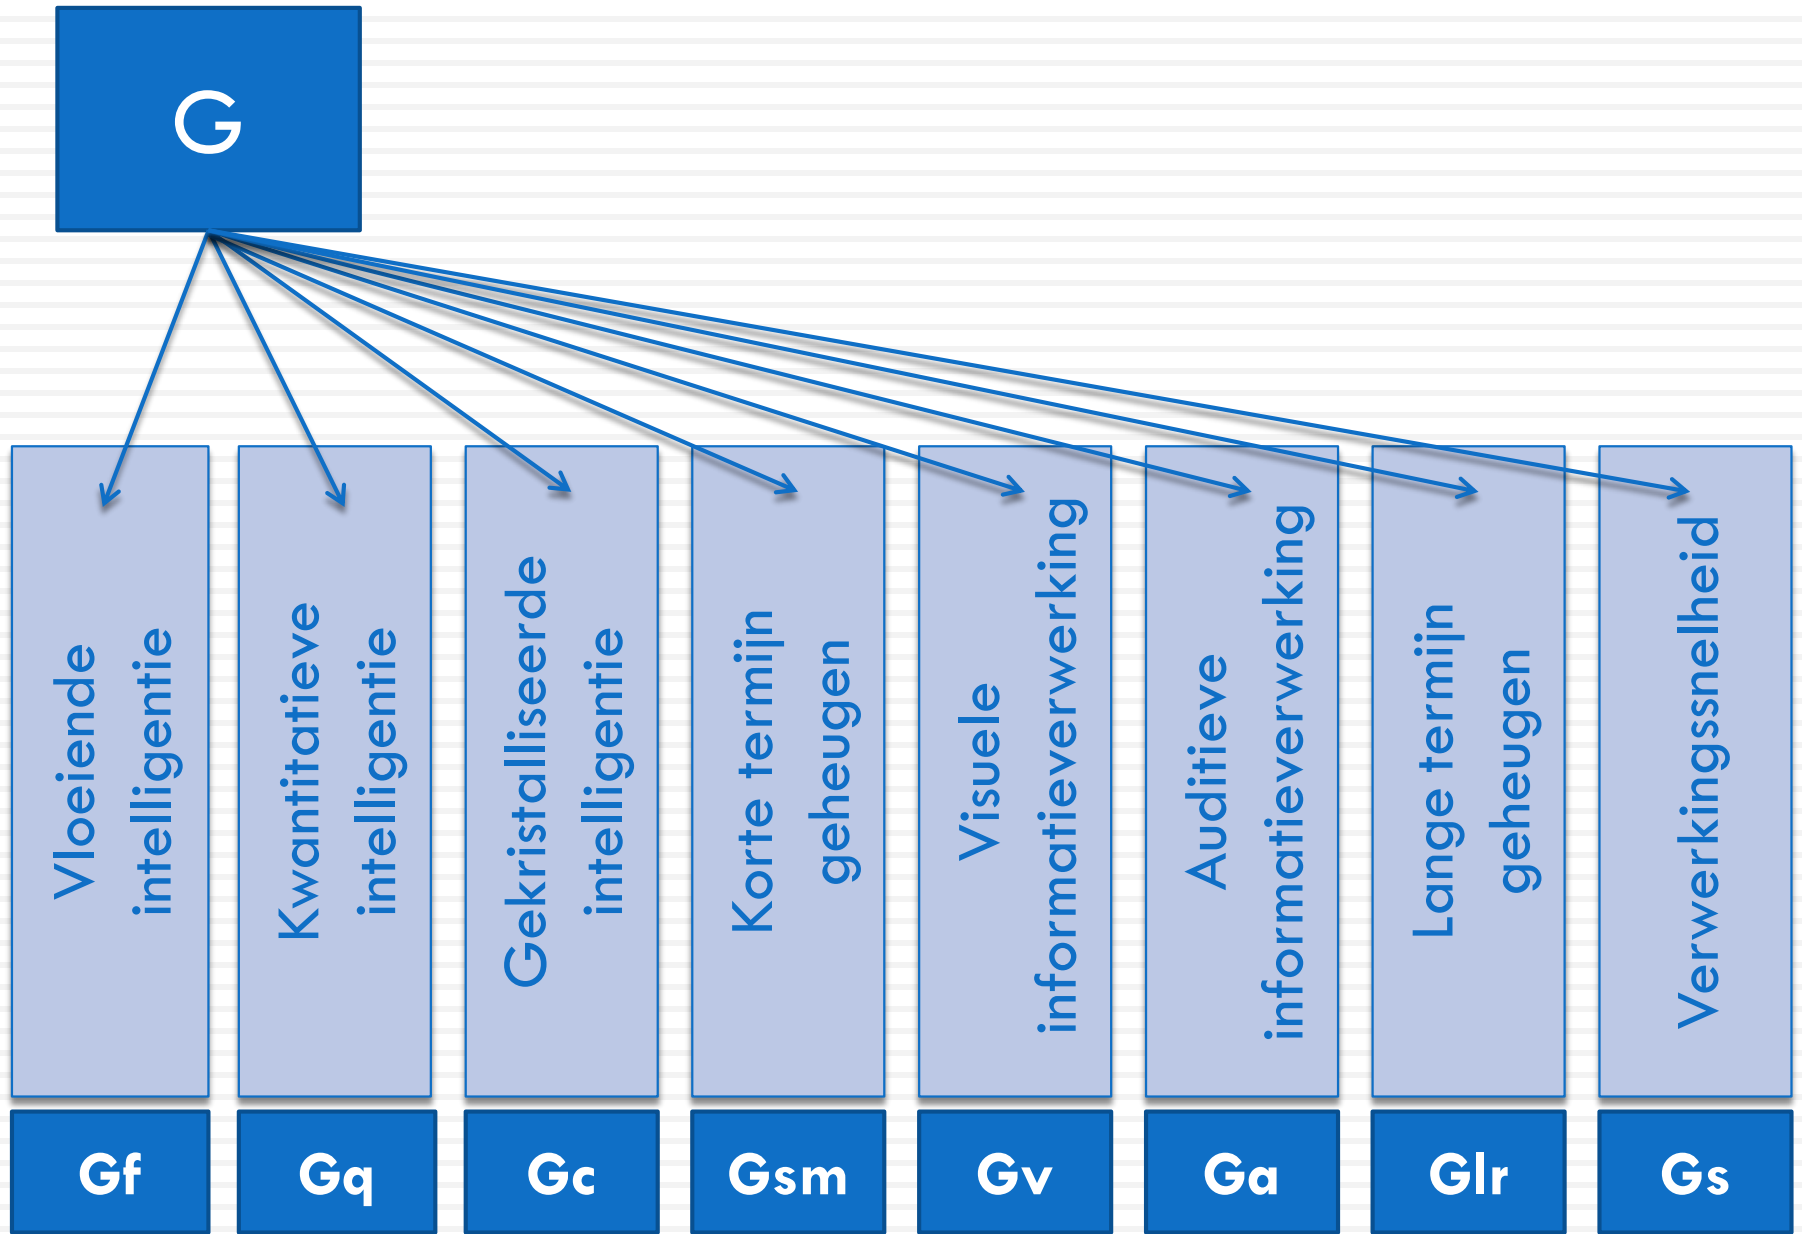 G
Vloeiende
intelligentie
Kwantitatieve
intelligentie
Gekristalliseerde
intelligentie
Korte termijn
geheugen
Visuele
informatieverwerking
Auditieve
informatieverwerking
Lange termijn
geheugen
Verwerkingssnelheid
Gf
Gq
Gc
Gsm
Gv
Ga
Glr
Gs